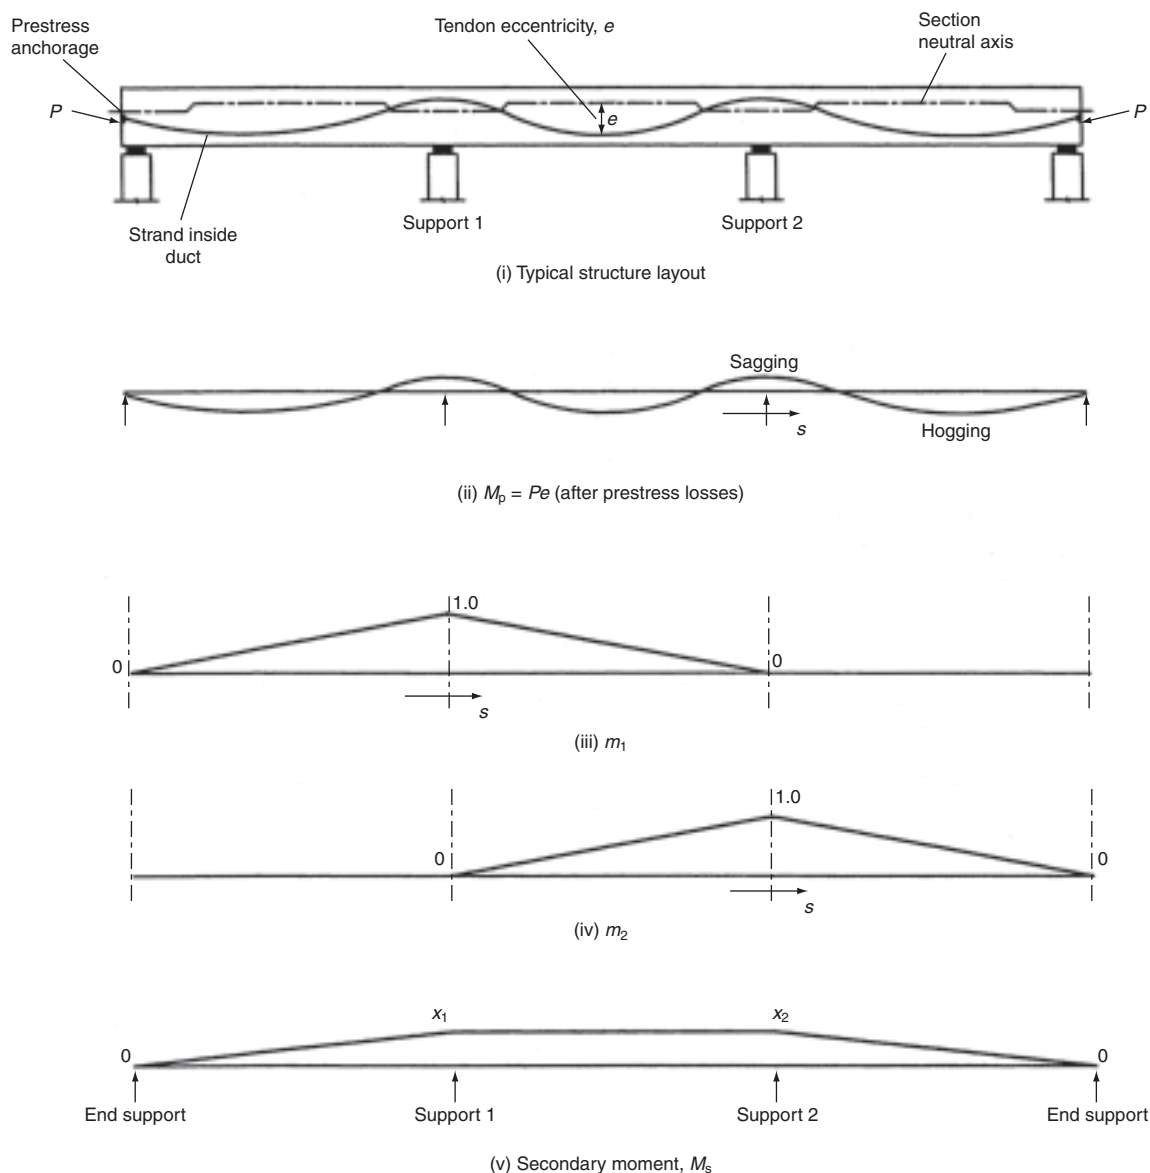 Prestress
anchorage
Tendon eccentricity, e
Section
neutral axis
P
e
P
Strand inside
duct
Support 1
Support 2
(i) Typical structure layout
Sagging
s
Hogging
(ii) Mp = Pe (after prestress losses)
1.0
0
0
s
(iii) m1
1.0
0
0
s
(iv) m2
x1
x2
0
0
End support
Support 1
Support 2
End support
(v) Secondary moment, Ms